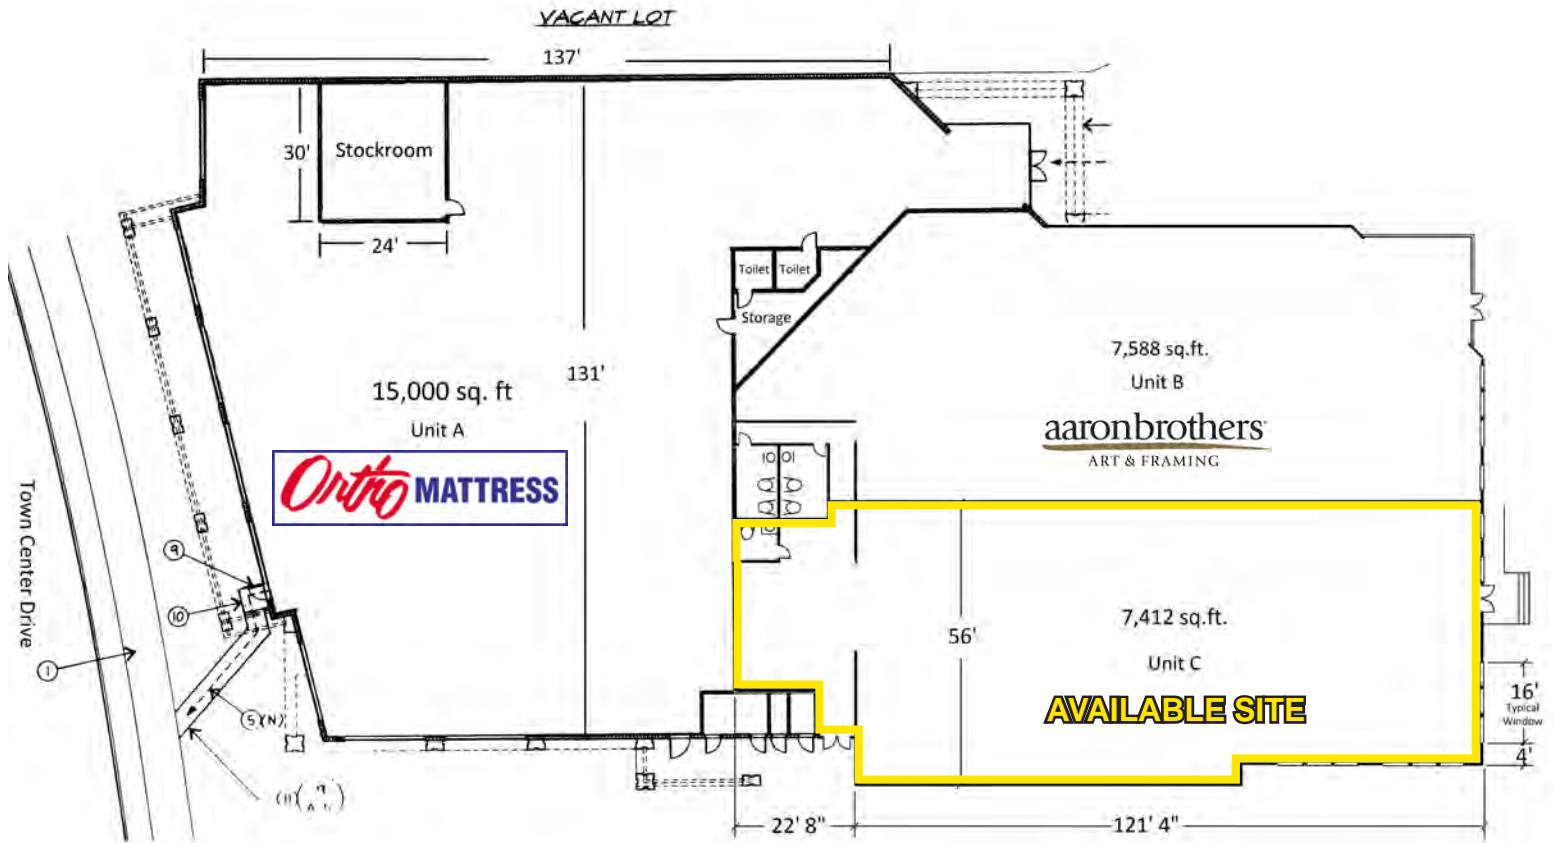 VACANT LOT
137'
30'
Stockroom
24'
Toilet
Toilet
Storage
131'
15,000 sq. ft
Unit A
Ortho MATTRESS
7,588 sq.ft.
Unit B
aaronbrothers
ART & FRAMING
Town Center Drive
9
10
1
5 (N)
56'
7,412 sq.ft.
Unit C
AVAILABLE SITE
16'
Typical
Window
4'
22' 8"
121' 4"